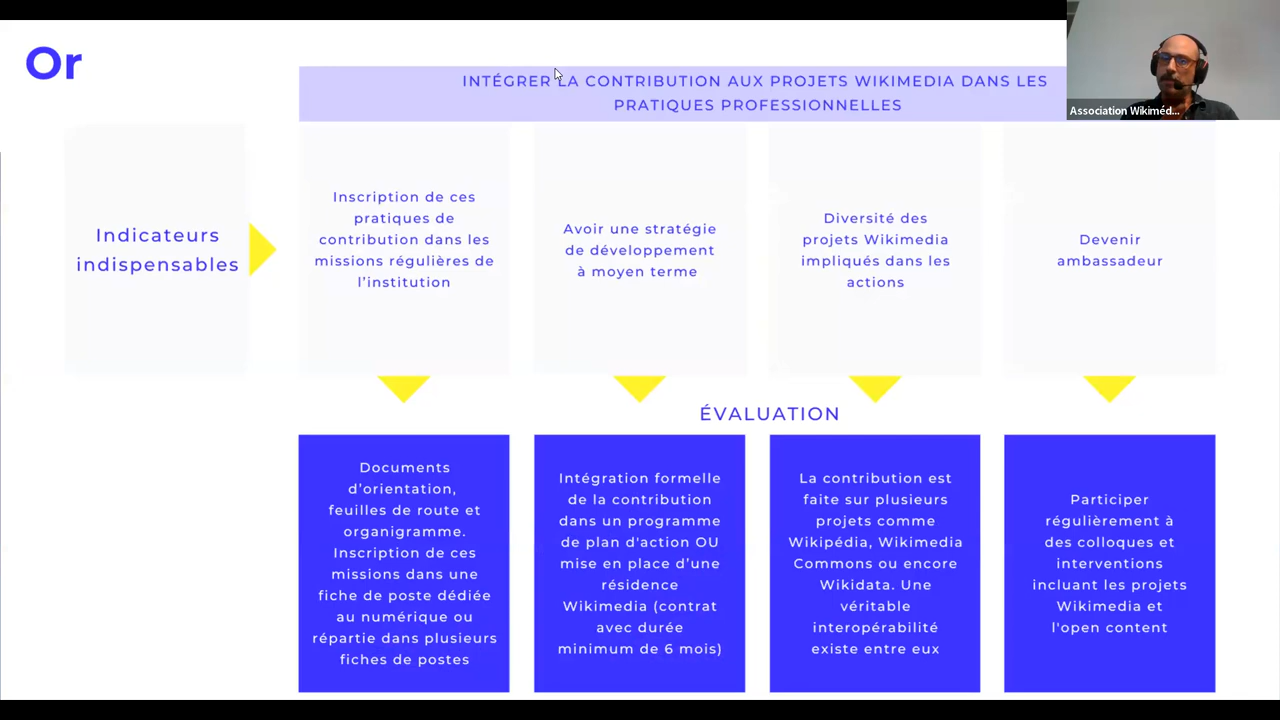 Or
INTÉGRER LA CONTRIBUTION AUX PROJETS WIKIMEDIA DANS LES
PRATIQUES PROFESSIONNELLES
Association Wikiméd...
Indicateurs
indispensables
Inscription de ces
pratiques de
contribution dans les
missions régulières de
l’institution
Avoir une stratégie
de développement
à moyen terme
Diversité des
projets Wikimedia
impliqués dans les
actions
Devenir
ambassadeur
ÉVALUATION
Documents
d’orientation,
feuilles de route et
organigramme.
Inscription de ces
missions dans une
fiche de poste dédiée
au numérique ou
répartie dans plusieurs
fiches de postes
Intégration formelle
de la contribution
dans un programme
de plan d'action OU
mise en place d’une
résidence
Wikimedia (contrat
avec durée
minimum de 6 mois)
La contribution est
faite sur plusieurs
projets comme
Wikipédia, Wikimedia
Commons ou encore
Wikidata. Une
véritable
interopérabilité
existe entre eux
Participer
régulièrement à
des colloques et
interventions
incluant les projets
Wikimedia et
l'open content